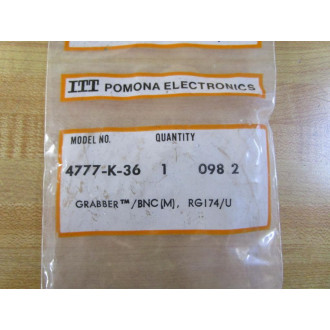 ITT POMONA ELECTRONICS
MODEL NO. QUANTITY
4777-K-36 1 098 2
GRABBER™/BNC(M), RG174/U